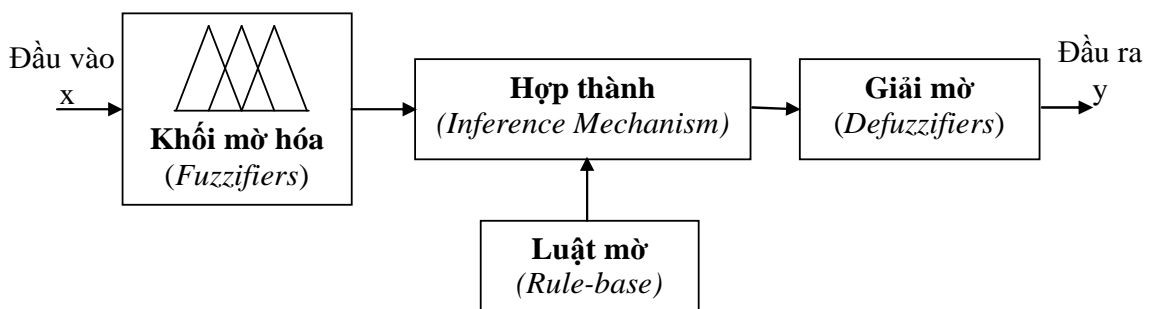 Đầu vào
x
Khối mờ hóa
(Fuzzifiers)
Hợp thành
(Inference Mechanism)
Luật mờ
(Rule-base)
Giải mờ
(Defuzzifiers)
Đầu ra
y